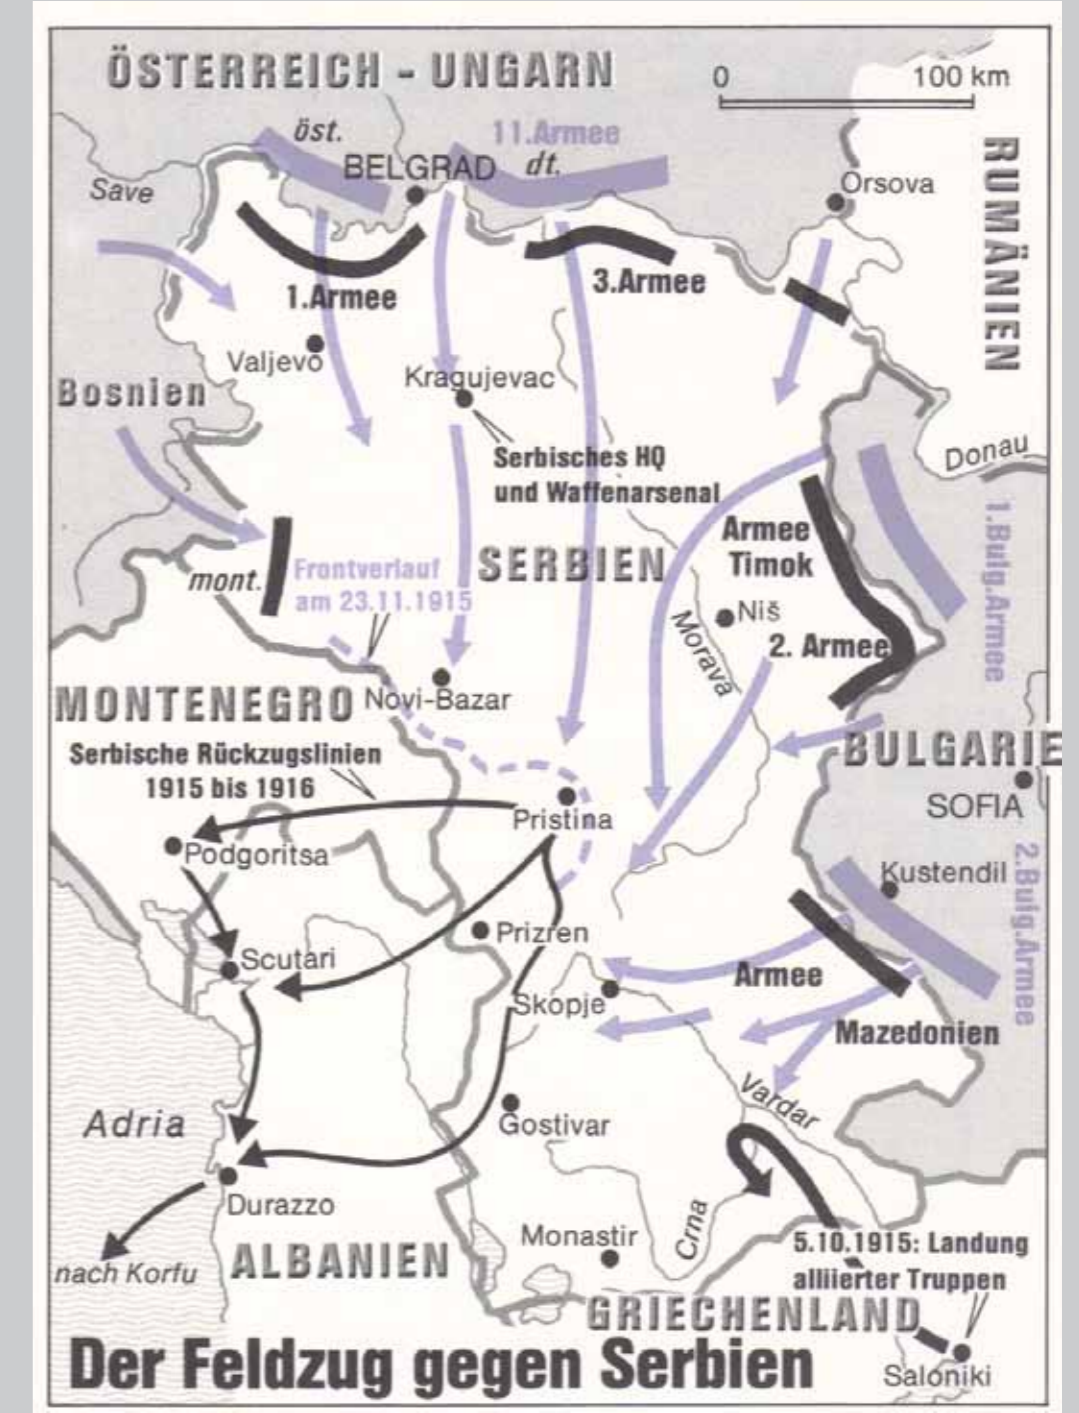 ÖSTERREICH - UNGARN
0 100 km
öst.
11.Armee
BELGRAD
dt.
RUMÄNIEN
Save
Orsova
1.Armee
3.Armee
Valjevo
Kragujevac
Bosnien
Serbisches HQ
und Waffenarsenal
Donau
Armee
Timok
1.Bulg.Armee
SERBIEN
mont.
Frontverlauf
am 23.11.1915
Niš
Morava
2. Armee
MONTENEGRO
Novi-Bazar
BULGARIE
Serbische Rückzugslinien
1915 bis 1916
SOFIA
Pristina
Podgoritsa
Kustendil
2.Bulg.Armee
Prizren
Scutari
Armee
Skopje
Mazedonien
Vardar
Adria
Gostivar
Durazzo
Crna
Monastir
5.10.1915: Landung
alliierter Truppen
nach Korfu
ALBANIEN
GRIECHENLAND
Der Feldzug gegen Serbien
Saloniki